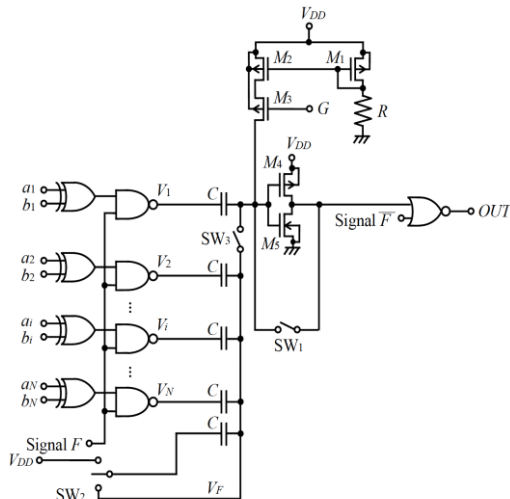 V_DD
M_2
M_1
M_3
G
R
V_DD
M_4
a_1
b_1
V_1
C
SW_3
M_5
Signal F̅
OUT
a_2
b_2
V_2
C
SW_1
⋮
a_i
b_i
V_i
C
⋮
a_N
b_N
V_N
C
C
Signal F
V_DD
SW_2
V_F